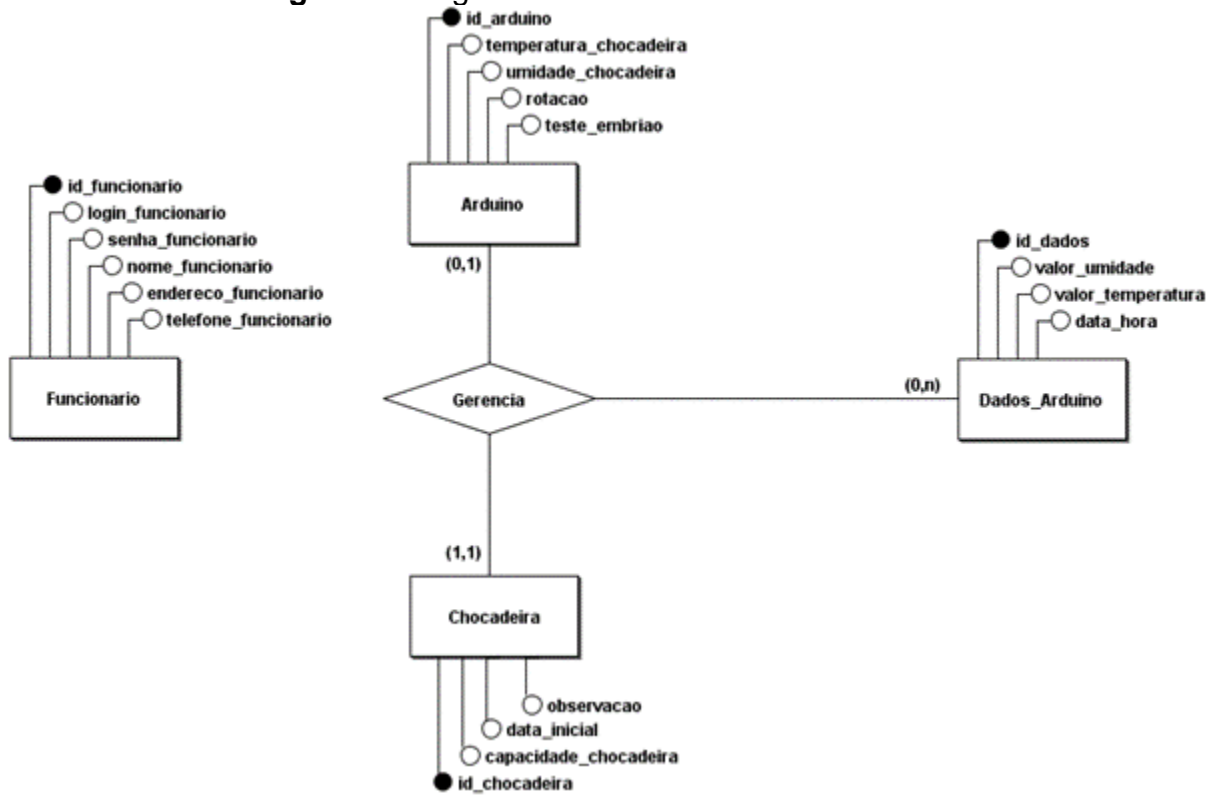 id_arduino
temperatura_chocadeira
umidade_chocadeira
rotacao
teste_embriao
Arduino
(0,1)
id_funcionario
login_funcionario
senha_funcionario
nome_funcionario
endereco_funcionario
telefone_funcionario
Funcionario
id_dados
valor_umidade
valor_temperatura
data_hora
(0,n)
Dados_Arduino
Gerencia
(1,1)
Chocadeira
observacao
data_inicial
capacidade_chocadeira
id_chocadeira